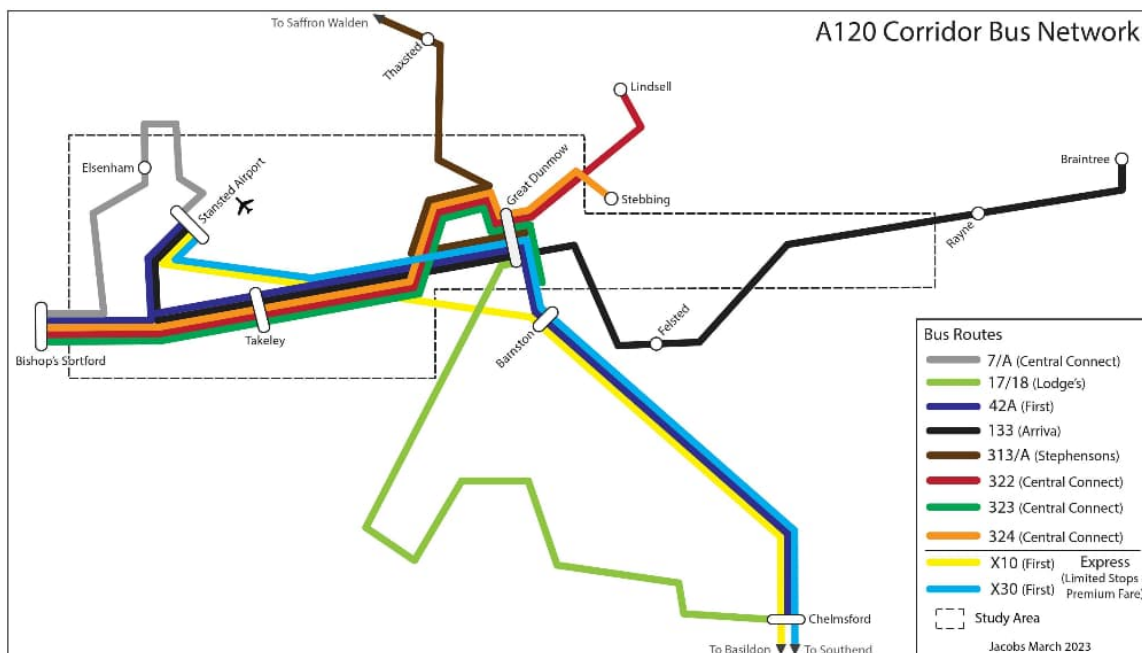 To Saffron Walden
A120 Corridor Bus Network
Thaxsted
Lindsell
Elsenham
Stansted Airport
Great Dunmow
Stebbing
Braintree
Rayne
Bishop's Sortford
Takeley
Barnston
Felsted
Chelmsford
To Basildon
To Southend
Bus Routes
7/A (Central Connect)
17/18 (Lodge's)
42A (First)
133 (Arriva)
313/A (Stephensons)
322 (Central Connect)
323 (Central Connect)
324 (Central Connect)
X10 (First)
X30 (First)
Express
(Limited Stops
Premium Fare)
Study Area
Jacobs March 2023